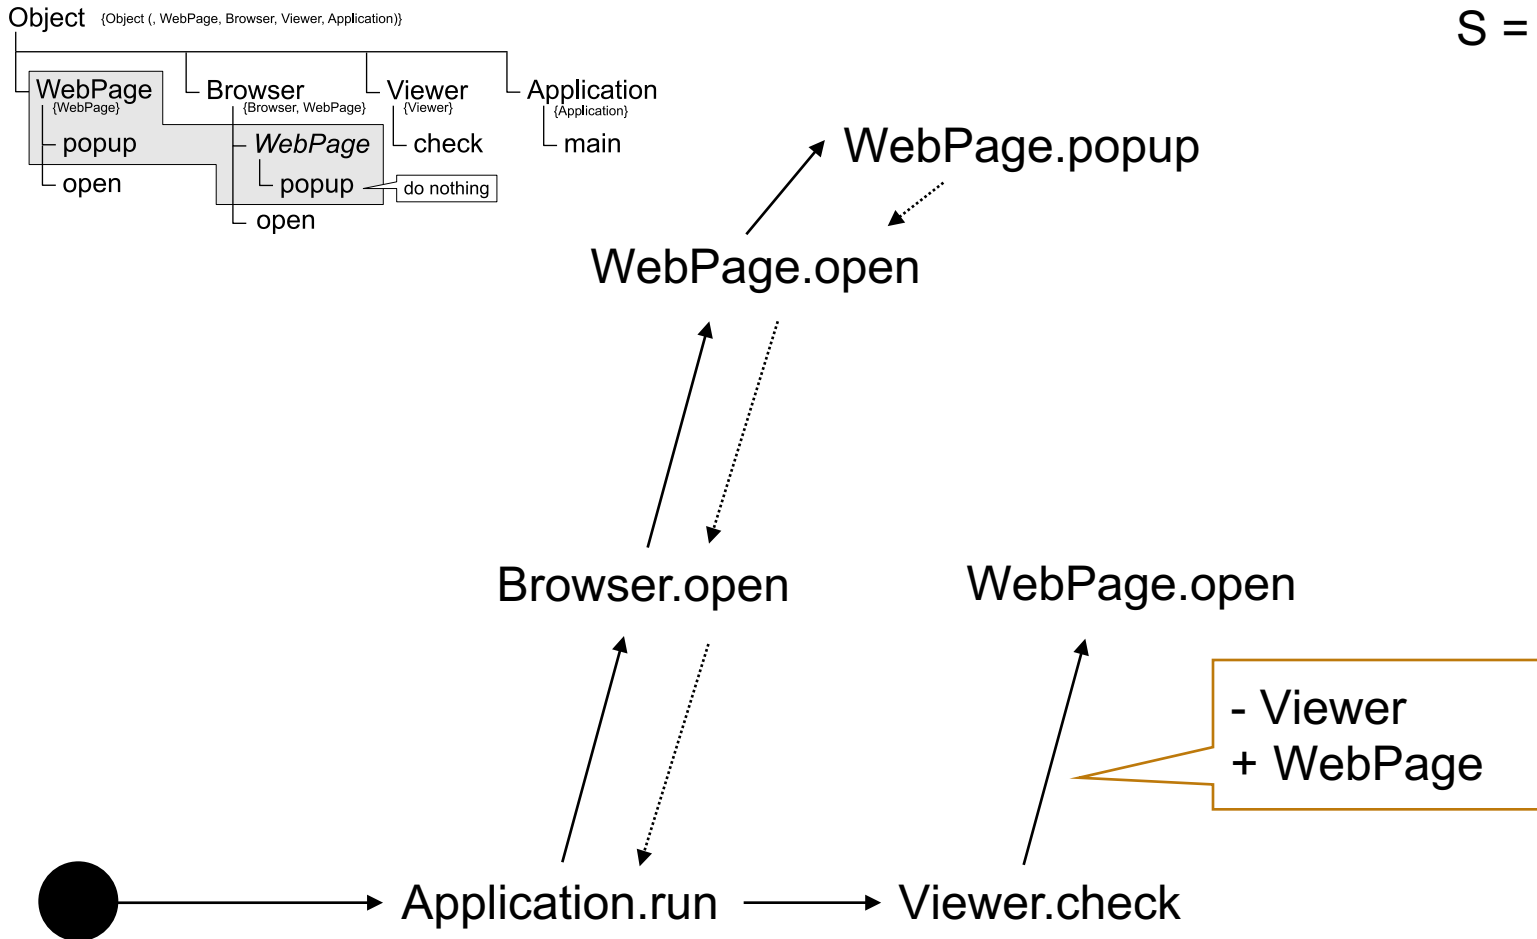 Object {Object (, WebPage, Browser, Viewer, Application)}
S =
WebPage Browser Viewer Application
{WebPage} {Browser, WebPage} {Viewer} {Application}
popup WebPage check main
open popup do nothing
open
WebPage.popup
WebPage.open
Browser.open WebPage.open
- Viewer
+ WebPage
Application.run Viewer.check